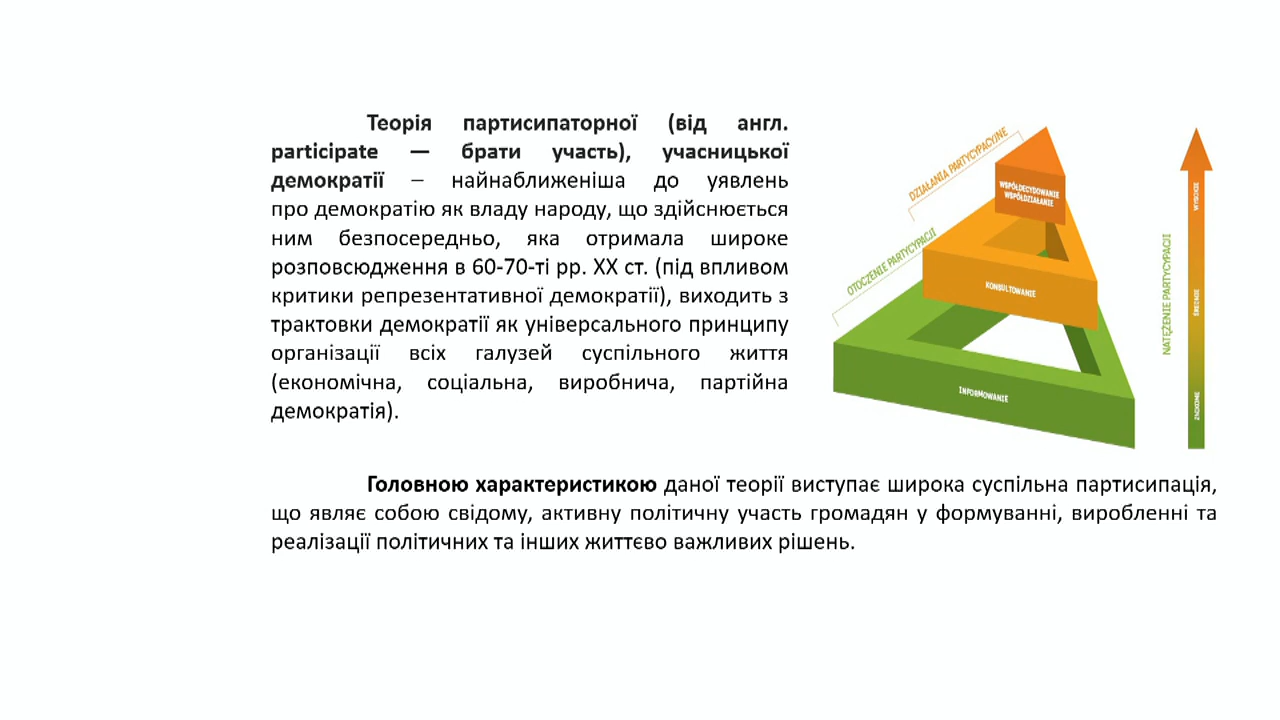 Теорія партисипаторної (від англ.
participate — брати участь), учасницької
демократії – найнаближеніша до уявлень
про демократію як владу народу, що здійснюється
ним безпосередньо, яка отримала широке
розповсюдження в 60-70-ті рр. ХХ ст. (під впливом
критики репрезентативної демократії), виходить з
трактовки демократії як універсального принципу
організації всіх галузей суспільного життя
(економічна, соціальна, виробнича, партійна
демократія).
DZIAŁANIA PARTYCYPACYJNE
OTOCZENIE PARTYCYPACJI
WSPÓŁDECYDOWANIE
WSPÓŁDZIAŁANIE
KONSULTOWANIE
INFORMOWANIE
NATĘŻENIE PARTYCYPACJI
WYSOKIE
ŚREDNIE
ZNIKOME
Головною характеристикою даної теорії виступає широка суспільна партисипація,
що являє собою свідому, активну політичну участь громадян у формуванні, виробленні та
реалізації політичних та інших життєво важливих рішень.